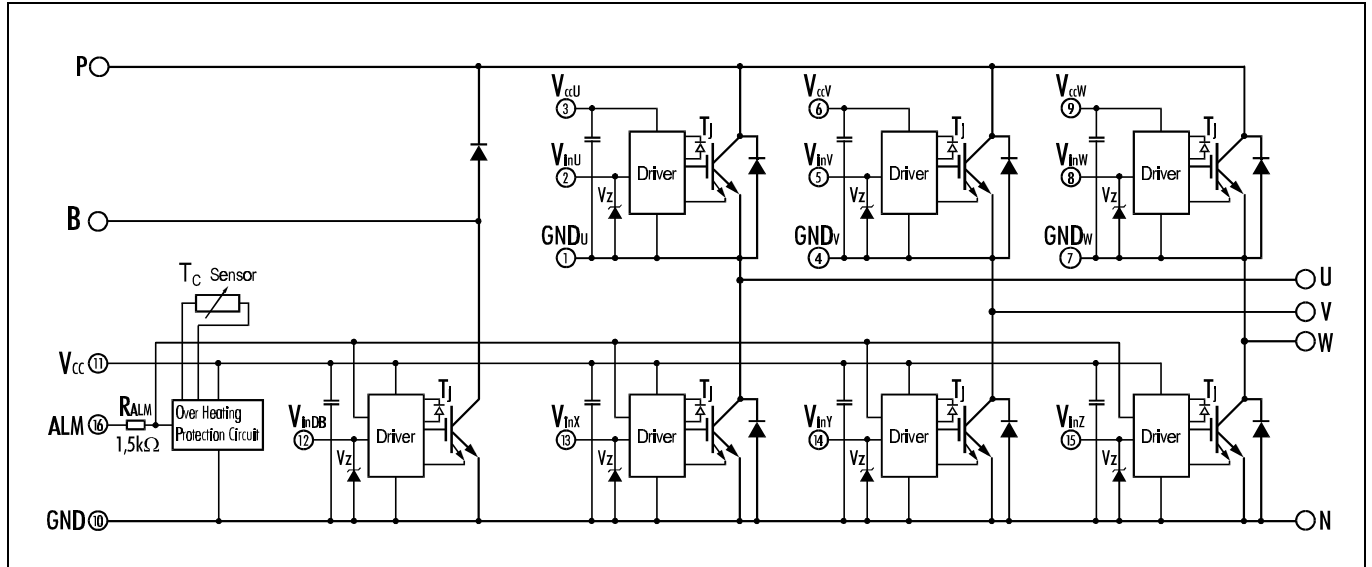 P
VccU
3
VInU
2
Vz
GNDU
1
Driver
Tj
VccV
6
VInV
5
Vz
GNDV
4
Driver
Tj
VccW
9
VInW
8
Vz
GNDW
7
Driver
Tj
B
TC Sensor
U
V
W
Vcc 11
RALM
ALM 16
1,5kΩ
Over Heating
Protection Circuit
VInDB
12
Vz
Driver
Tj
VInX
13
Vz
Driver
Tj
VInY
14
Vz
Driver
Tj
VInZ
15
Vz
Driver
Tj
GND 10
N